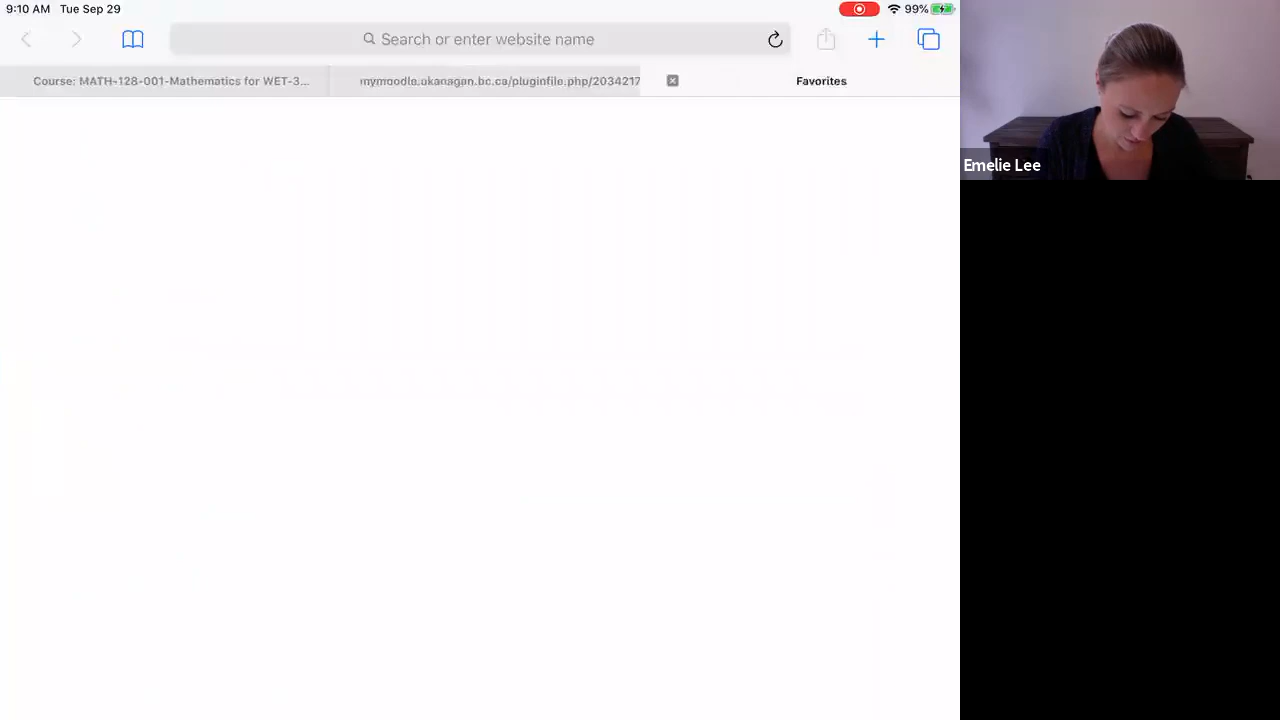 9:10 AM Tue Sep 29
99%
Search or enter website name
Course: MATH-128-001-Mathematics for WET-3...
mymoodle.okanagan.bc.ca/pluginfile.php/2034217
Favorites
Emelie Lee